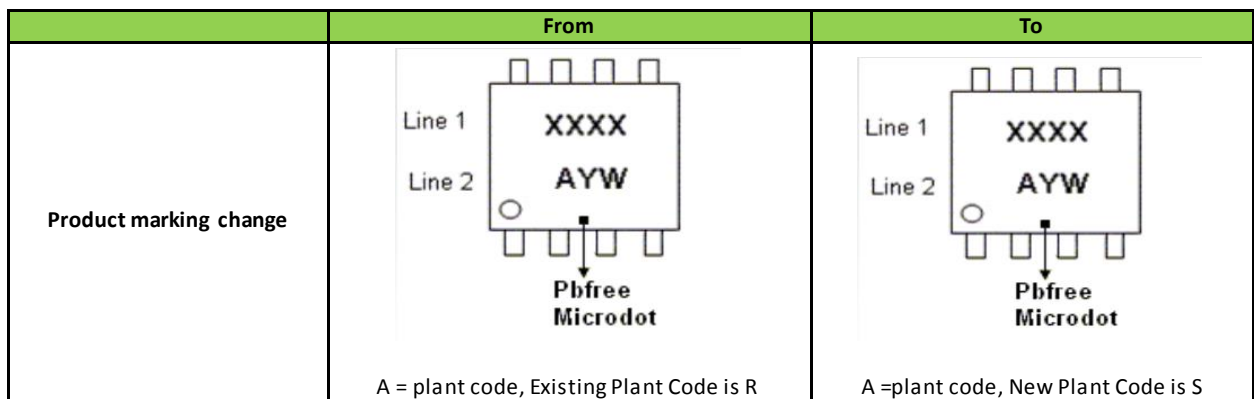 From To
Line 1 XXXX
Line 2 AYW
Pbfree
Microdot
A = plant code, Existing Plant Code is R
Product marking change
Line 1 XXXX
Line 2 AYW
Pbfree
Microdot
A =plant code, New Plant Code is S